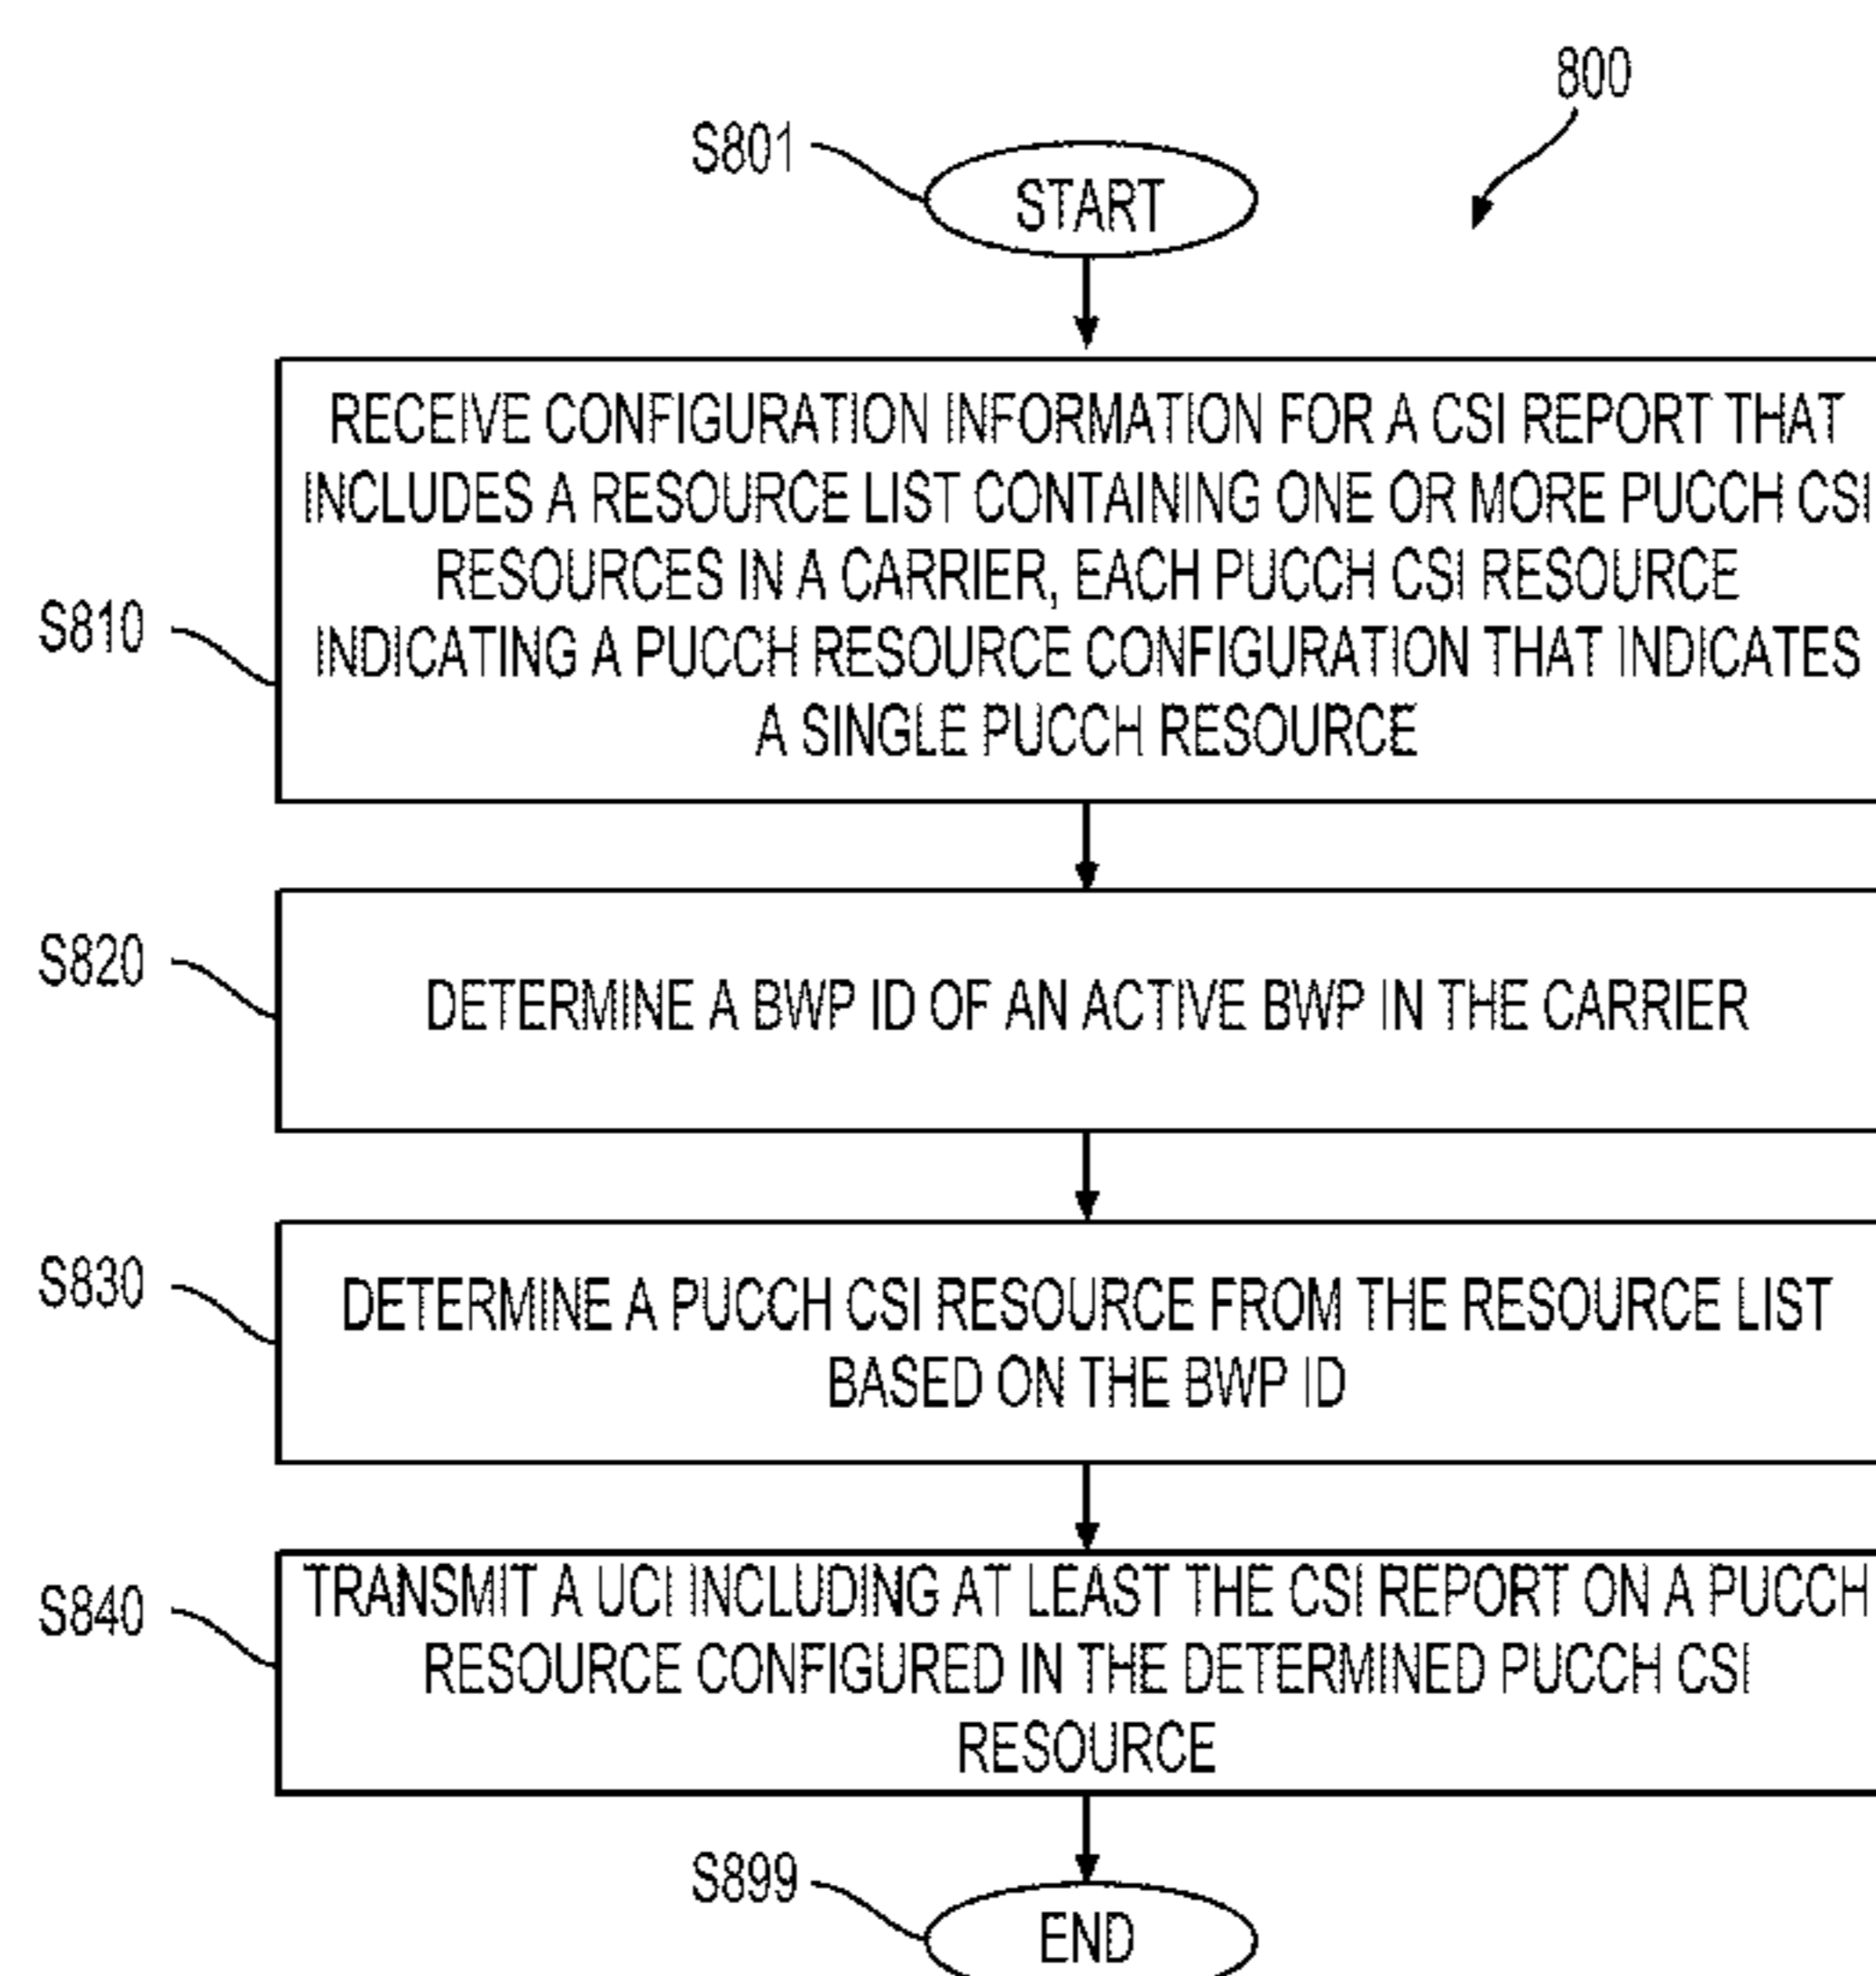 800
S801
START
RECEIVE CONFIGURATION INFORMATION FOR A CSI REPORT THAT
INCLUDES A RESOURCE LIST CONTAINING ONE OR MORE PUCCH CSI
RESOURCES IN A CARRIER, EACH PUCCH CSI RESOURCE
INDICATING A PUCCH RESOURCE CONFIGURATION THAT INDICATES
A SINGLE PUCCH RESOURCE
S810
S820
DETERMINE A BWP ID OF AN ACTIVE BWP IN THE CARRIER
S830
DETERMINE A PUCCH CSI RESOURCE FROM THE RESOURCE LIST
BASED ON THE BWP ID
S840
TRANSMIT A UCI INCLUDING AT LEAST THE CSI REPORT ON A PUCCH
RESOURCE CONFIGURED IN THE DETERMINED PUCCH CSI
RESOURCE
S899
END